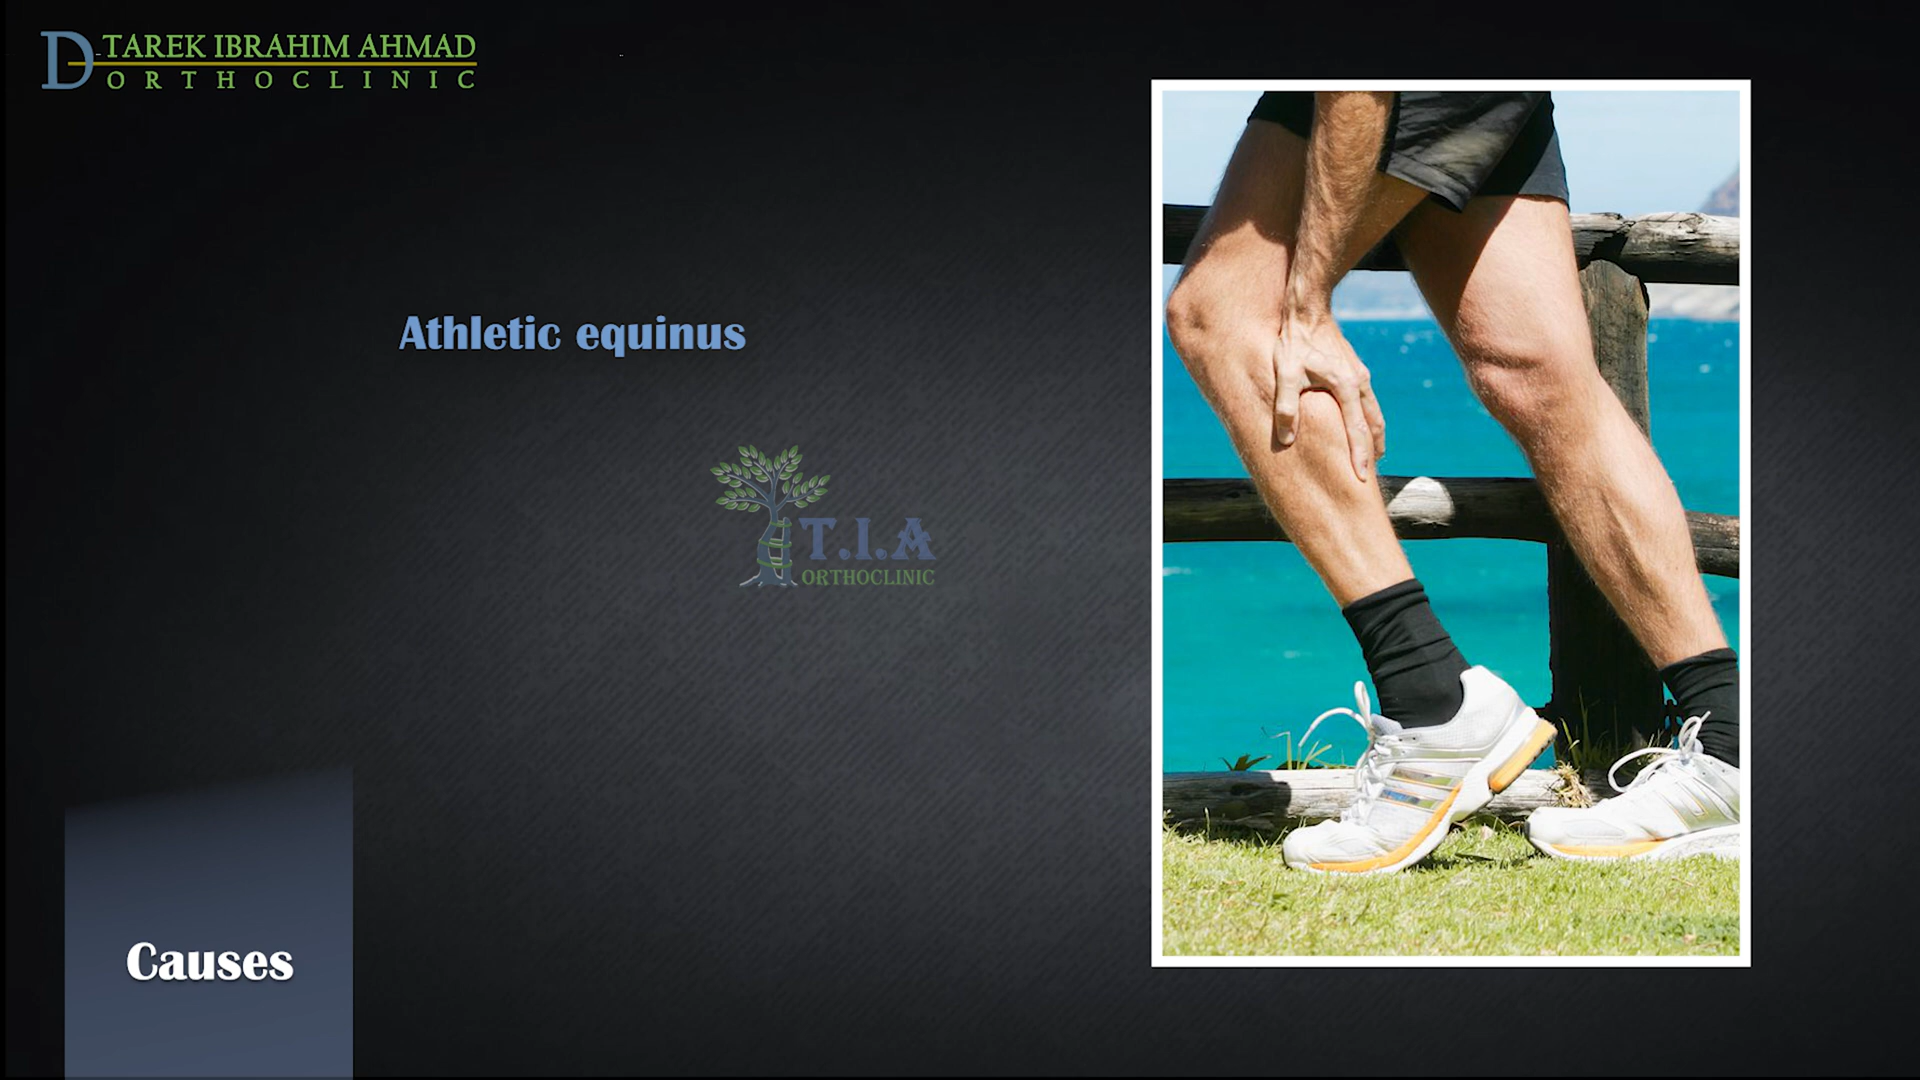 D TAREK IBRAHIM AHMAD
ORTHOCLINIC
Athletic equinus
T.I.A
ORTHOCLINIC
Causes